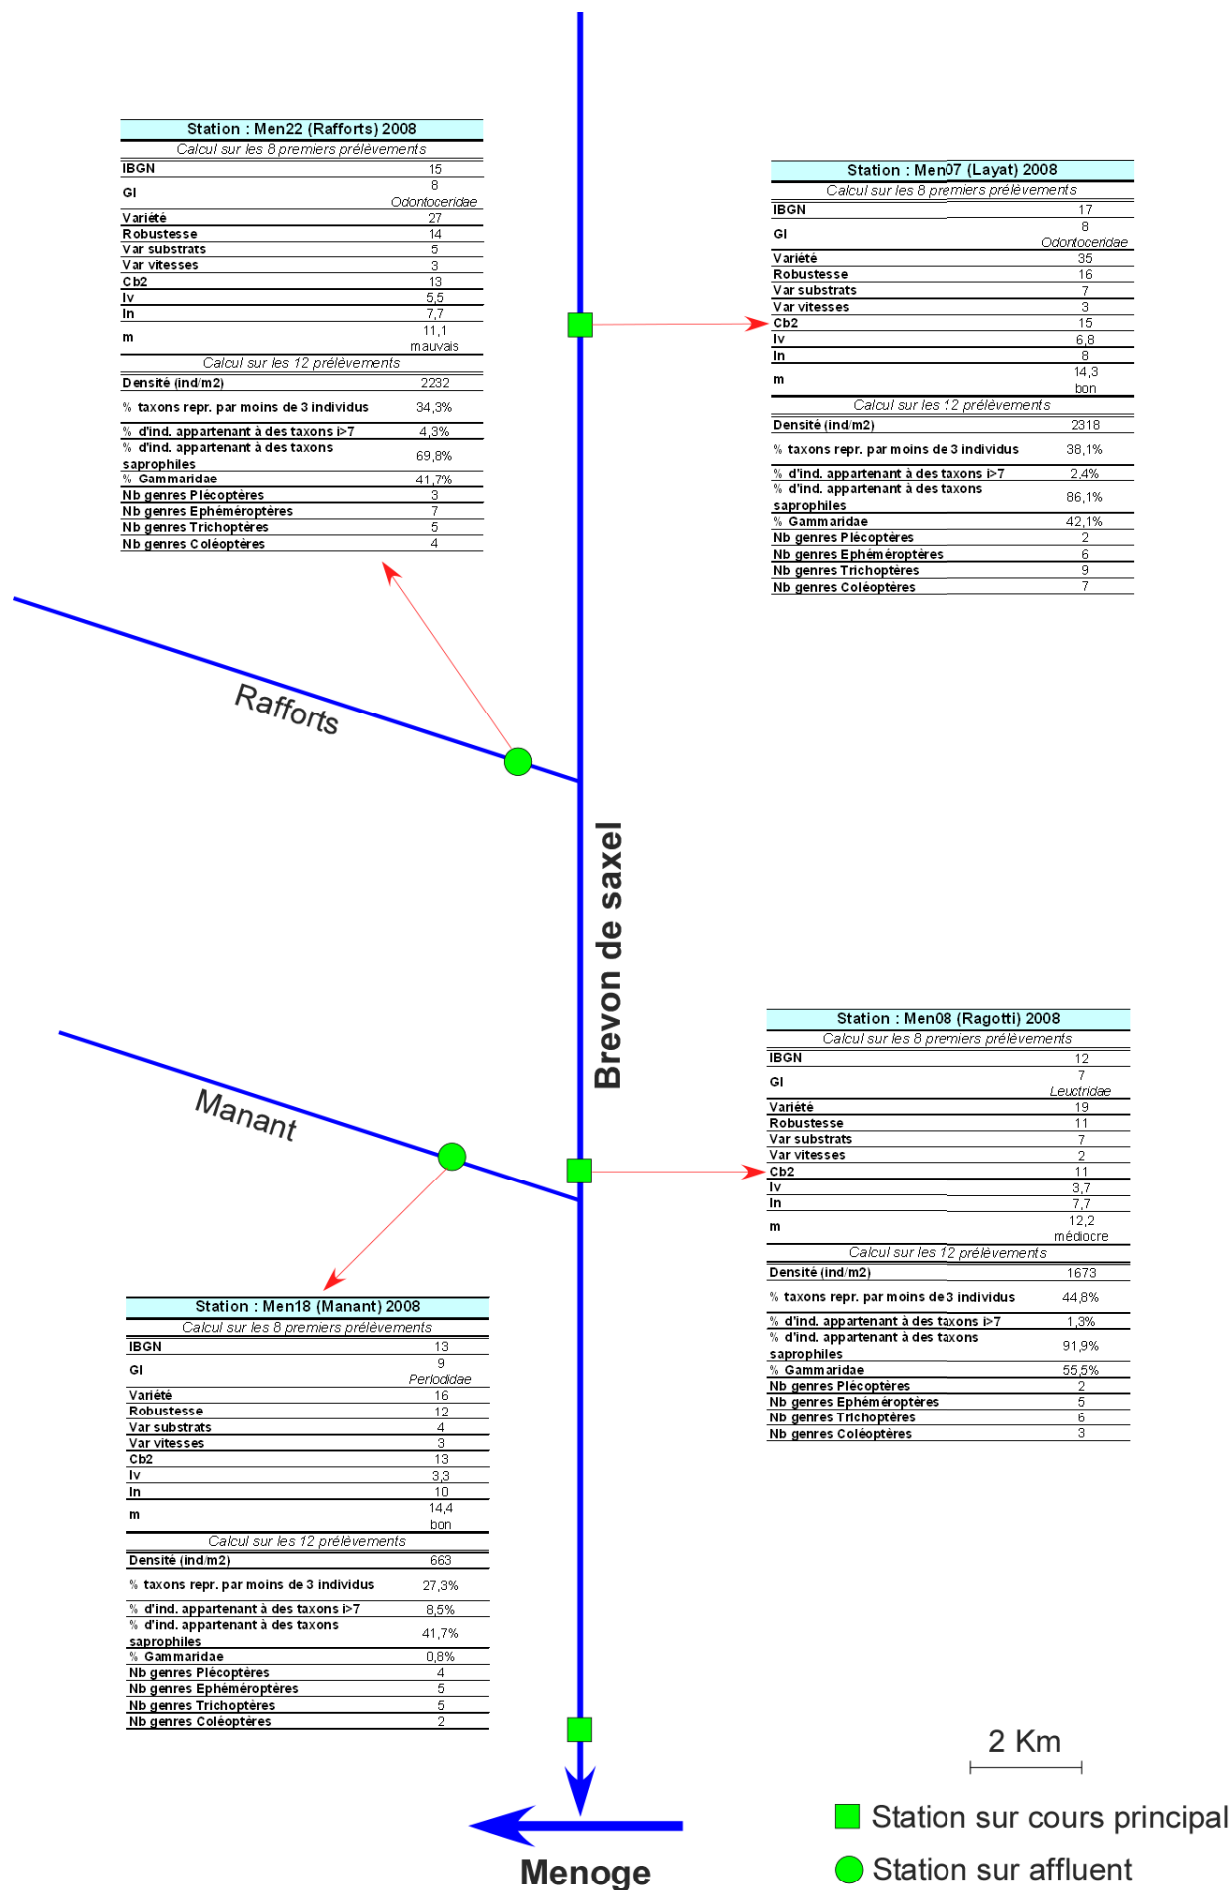 Station : Men22 (Rafforts) 2008
Calcul sur les 8 premiers prélèvements
IBGN 15
GI 8
Odontoceridae
Variété 27
Robustesse 14
Var substrats 5
Var vitesses 3
Cb2 13
Iv 5,5
In 7,7
m 11,1
mauvais
Calcul sur les 12 prélèvements
Densité (ind/m2) 2232
% taxons repr. par moins de 3 individus 34,3%
% d'ind. appartenant à des taxons i>7 4,3%
% d'ind. appartenant à des taxons
saprophiles 69,8%
% Gammaridae 41,7%
Nb genres Plécoptères 3
Nb genres Ephéméroptères 7
Nb genres Trichoptères 5
Nb genres Coléoptères 4
Station : Men07 (Layat) 2008
Calcul sur les 8 premiers prélèvements
IBGN 17
GI 8
Odontoceridae
Variété 35
Robustesse 16
Var substrats 7
Var vitesses 3
Cb2 15
Iv 6,8
In 8
m 14,3
bon
Calcul sur les 12 prélèvements
Densité (ind/m2) 2318
% taxons repr. par moins de 3 individus 38,1%
% d'ind. appartenant à des taxons i>7 2,4%
% d'ind. appartenant à des taxons
saprophiles 86,1%
% Gammaridae 42,1%
Nb genres Plécoptères 2
Nb genres Ephéméroptères 6
Nb genres Trichoptères 9
Nb genres Coléoptères 7
Rafforts
Brevon de saxel
Manant
Station : Men08 (Ragotti) 2008
Calcul sur les 8 premiers prélèvements
IBGN 12
GI 7
Leuctridae
Variété 19
Robustesse 11
Var substrats 7
Var vitesses 2
Cb2 11
Iv 3,7
In 7,7
m 12,2
médiocre
Calcul sur les 12 prélèvements
Densité (ind/m2) 1673
% taxons repr. par moins de 3 individus 44,8%
% d'ind. appartenant à des taxons i>7 1,3%
% d'ind. appartenant à des taxons
saprophiles 91,9%
% Gammaridae 55,5%
Nb genres Plécoptères 2
Nb genres Ephéméroptères 5
Nb genres Trichoptères 6
Nb genres Coléoptères 3
Station : Men18 (Manant) 2008
Calcul sur les 8 premiers prélèvements
IBGN 13
GI 9
Perlodidae
Variété 16
Robustesse 12
Var substrats 4
Var vitesses 3
Cb2 13
Iv 3,3
In 10
m 14,4
bon
Calcul sur les 12 prélèvements
Densité (ind/m2) 663
% taxons repr. par moins de 3 individus 27,3%
% d'ind. appartenant à des taxons i>7 8,5%
% d'ind. appartenant à des taxons
saprophiles 41,7%
% Gammaridae 0,8%
Nb genres Plécoptères 4
Nb genres Ephéméroptères 5
Nb genres Trichoptères 5
Nb genres Coléoptères 2
2 Km
Station sur cours principal
Station sur affluent
Menoge